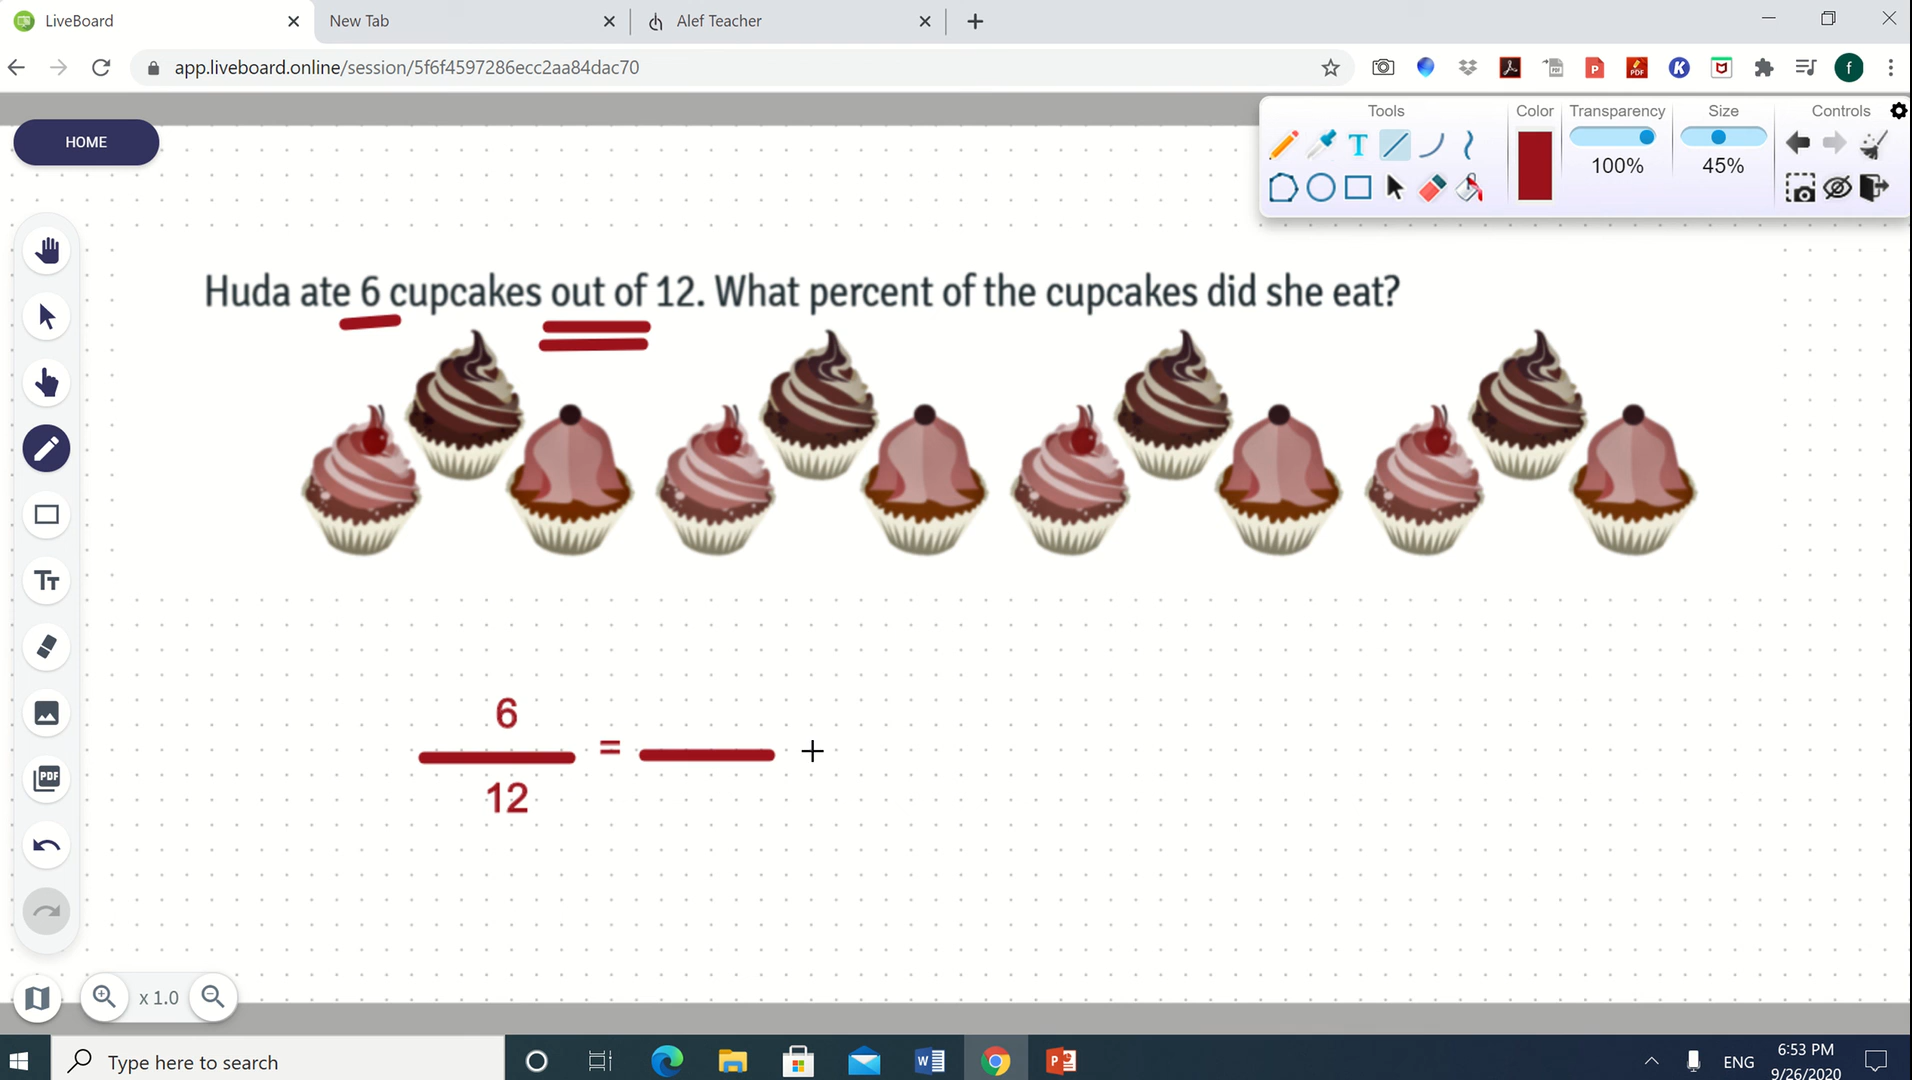 LiveBoard
New Tab
Alef Teacher
app.liveboard.online/session/5f6f4597286ecc2aa84dac70
f
HOME
Tools
Color
Transparency
Size
Controls
T
100%
45%
Huda ate 6 cupcakes out of 12. What percent of the cupcakes did she eat?
TT
PDF
6
=
12
x 1.0
Type here to search
ENG
6:53 PM
9/26/2020